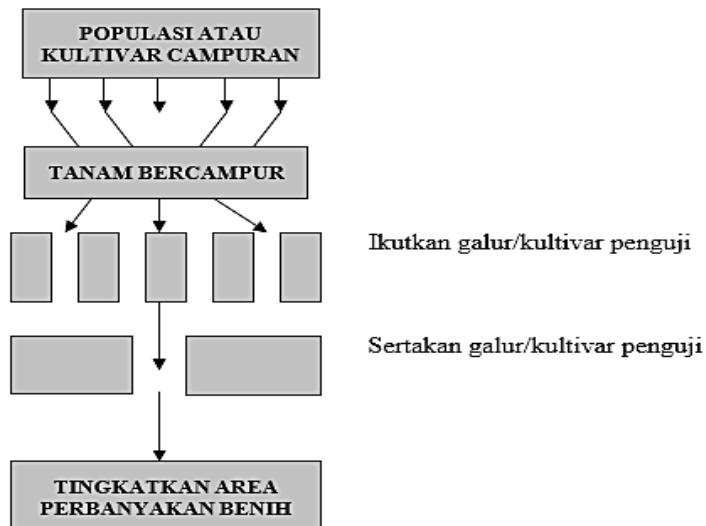 POPULASI ATAU
KULTIVAR CAMPURAN
TANAM BERCAMPUR
Ikutkan galur/kultivar penguji
Sertakan galur/kultivar penguji
TINGKATKAN AREA
PERBANYAKAN BENIH